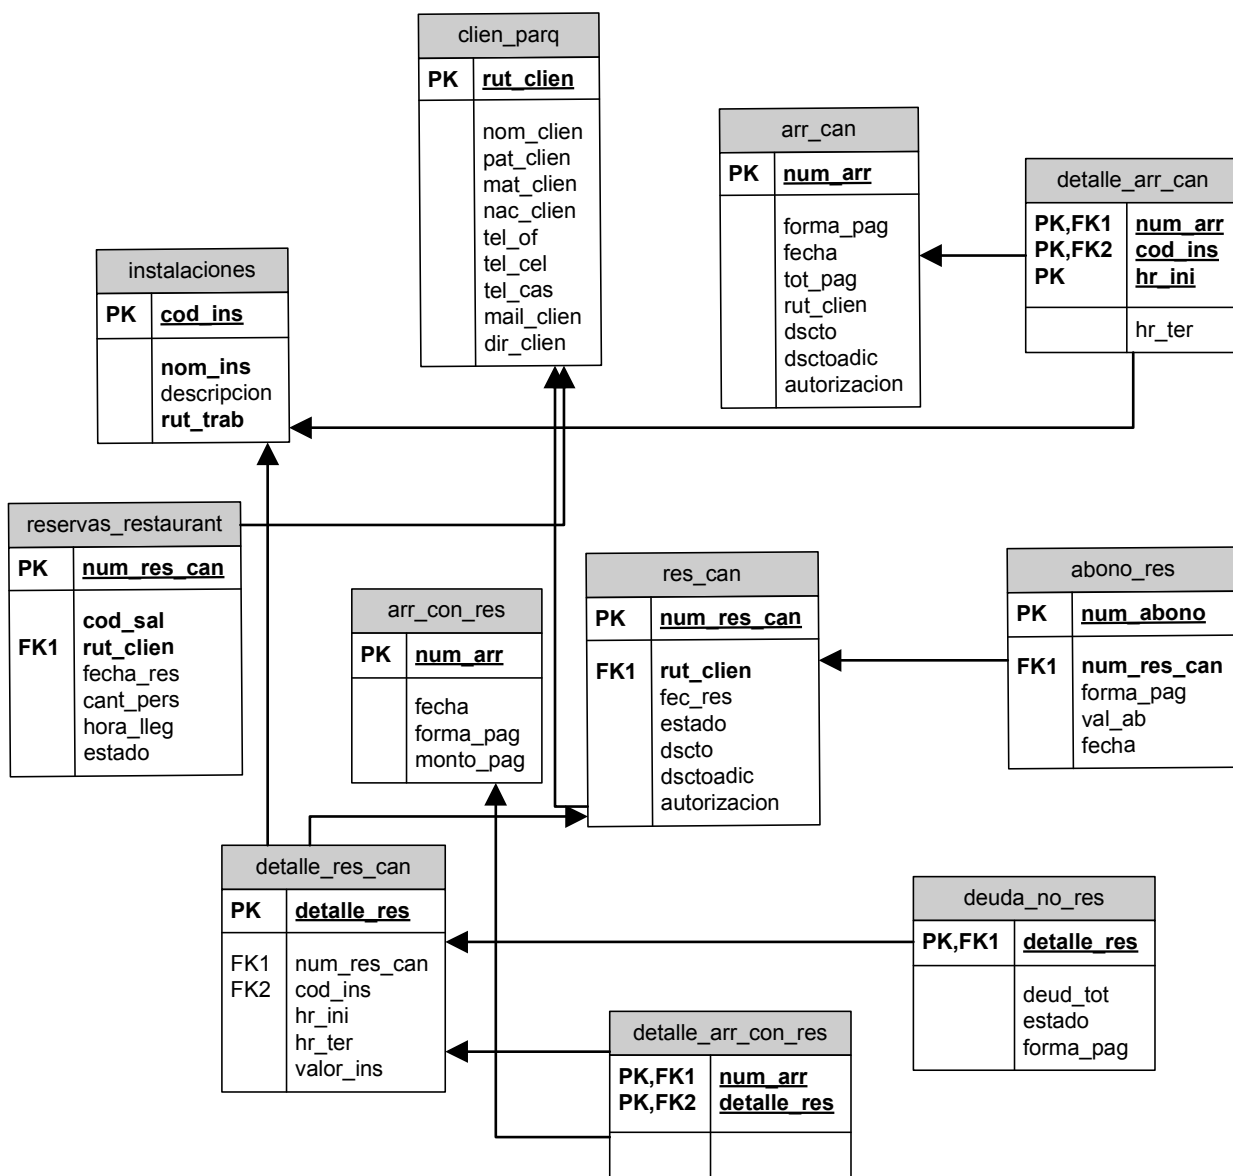 clien_parq
PK rut_clien
nom_clien
pat_clien
mat_clien
nac_clien
tel_of
tel_cel
tel_cas
mail_clien
dir_clien
arr_can
PK num_arr
forma_pag
fecha
tot_pag
rut_clien
dscto
dsctoadic
autorizacion
detalle_arr_can
PK,FK1 num_arr
PK,FK2 cod_ins
PK hr_ini
hr_ter
instalaciones
PK cod_ins
nom_ins
descripcion
rut_trab
reservas_restaurant
PK num_res_can
cod_sal
FK1 rut_clien
fecha_res
cant_pers
hora_lleg
estado
arr_con_res
PK num_arr
fecha
forma_pag
monto_pag
res_can
PK num_res_can
FK1 rut_clien
fec_res
estado
dscto
dsctoadic
autorizacion
abono_res
PK num_abono
FK1 num_res_can
forma_pag
val_ab
fecha
detalle_res_can
PK detalle_res
FK1 num_res_can
FK2 cod_ins
hr_ini
hr_ter
valor_ins
deuda_no_res
PK,FK1 detalle_res
deud_tot
estado
forma_pag
detalle_arr_con_res
PK,FK1 num_arr
PK,FK2 detalle_res